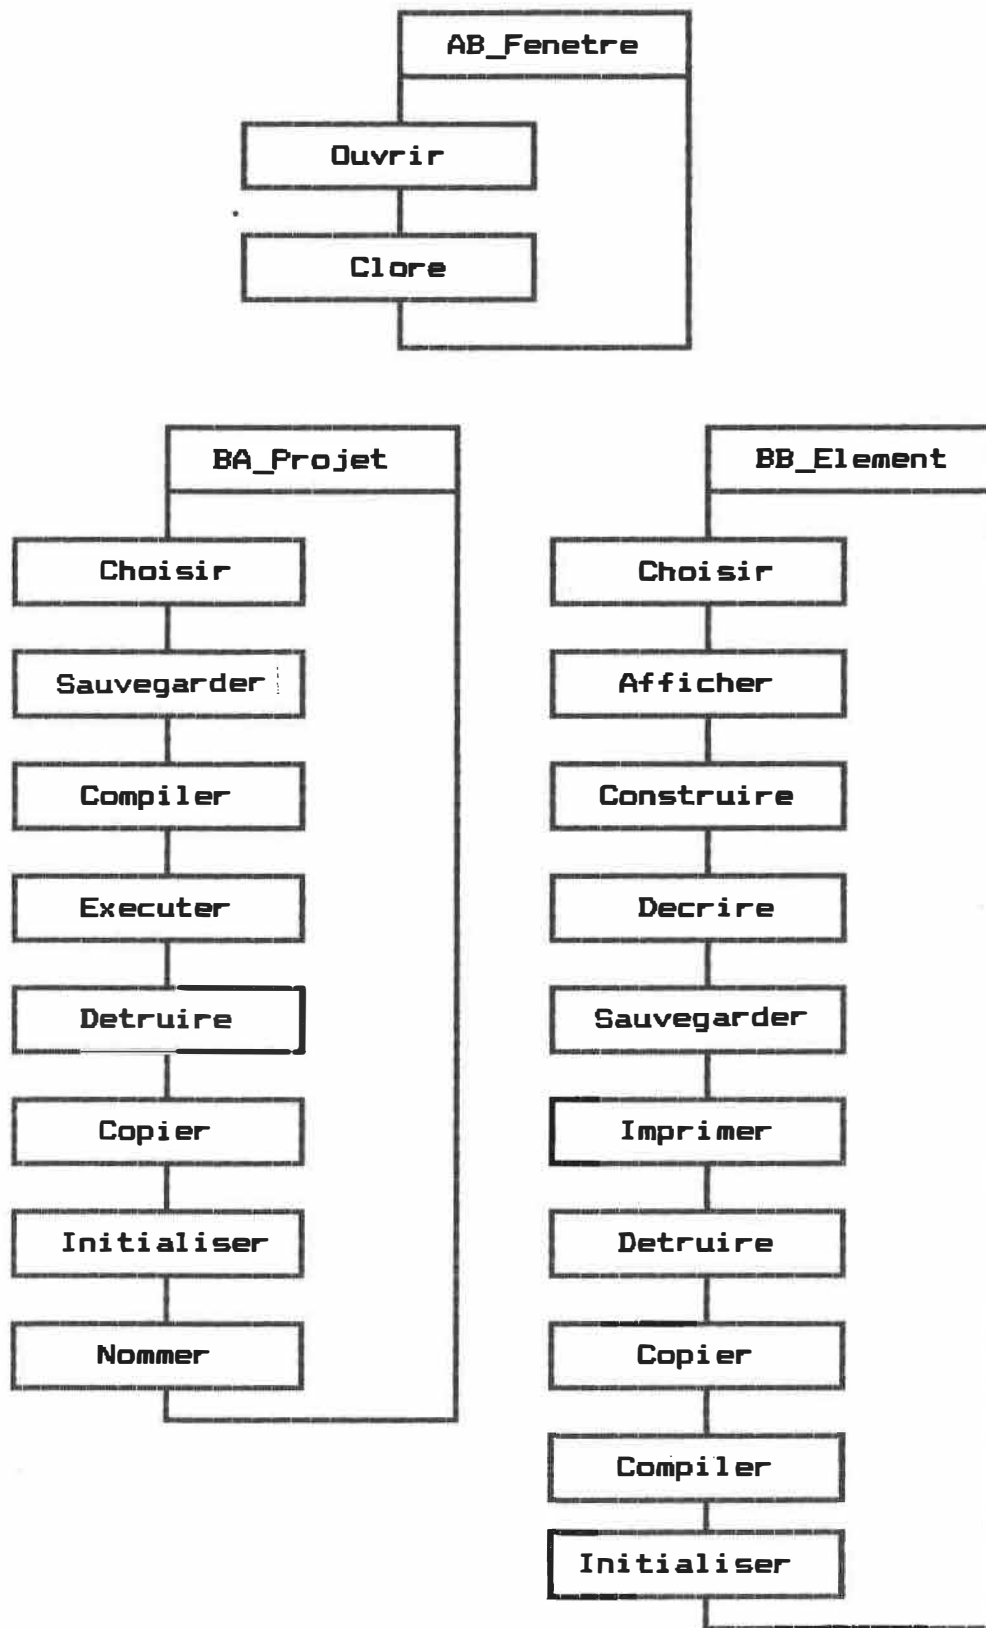 AB_Fenetre
Ouvrir
Clore
BA_Projet
Choisir
Sauvegarder
Compiler
Executer
Detruire
Copier
Initialiser
Nommer
BB_Element
Choisir
Afficher
Construire
Decrire
Sauvegarder
Imprimer
Detruire
Copier
Compiler
Initialiser